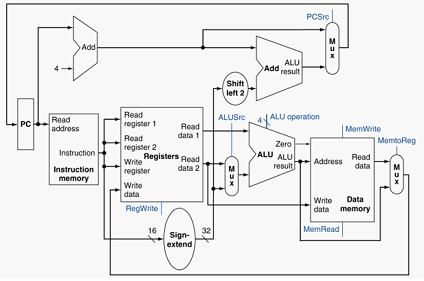 PCSrc
Add
4
Shift
left 2
Add
ALU
result
M
u
x
PC
Read
address
Instruction
Instruction
memory
Read
register 1
Read
register 2
Write
register
Write
data
Registers
Read
data 1
Read
data 2
RegWrite
ALUSrc
M
u
x
4
ALU operation
Zero
ALU
ALU
result
MemWrite
Address
Read
data
Write
data
Data
memory
MemRead
MemtoReg
M
u
x
16
Sign-
extend
32